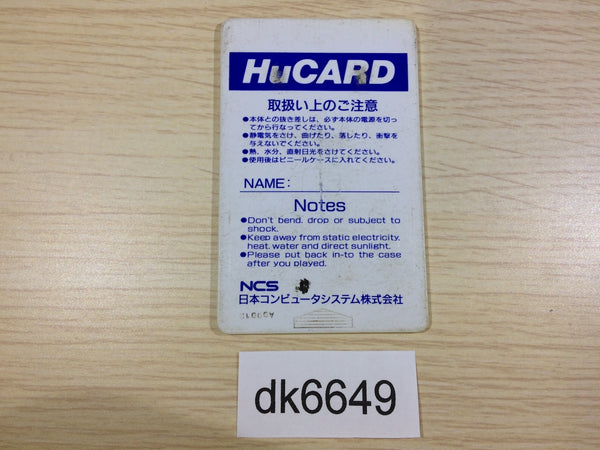 HuCARD
取扱い上のご注意
●本体との抜き差しは、必ず本体の電源を切っ
てから行なってください。
●静電気をさけ、曲げたり、落したり、衝撃を
与えないでください。
●熱、水分、直射日光をさけてください。
●使用後はビニールケースに入れてください。
NAME:
Notes
●Don't bend, drop or subject to
shock.
●Keep away from static electricity,
heat, water and direct sunlight.
●Please put back in-to the case
after you played.
NCS
日本コンピュータシステム株式会社
dk6649